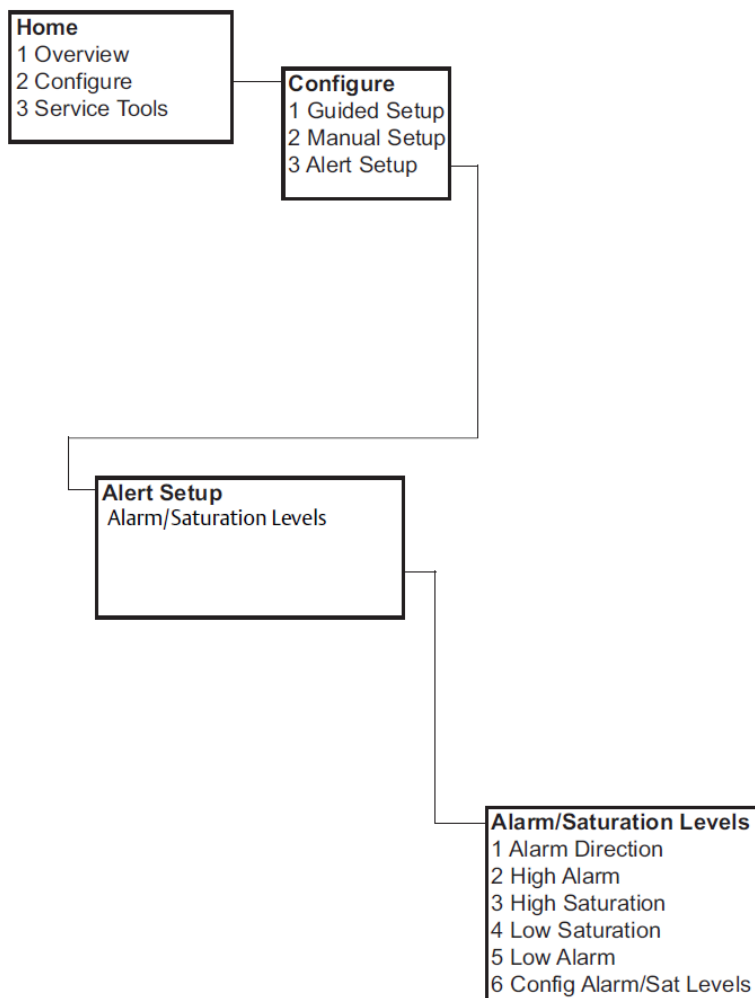 Home
1 Overview
2 Configure
3 Service Tools
Configure
1 Guided Setup
2 Manual Setup
3 Alert Setup
Alert Setup
Alarm/Saturation Levels
Alarm/Saturation Levels
1 Alarm Direction
2 High Alarm
3 High Saturation
4 Low Saturation
5 Low Alarm
6 Config Alarm/Sat Levels